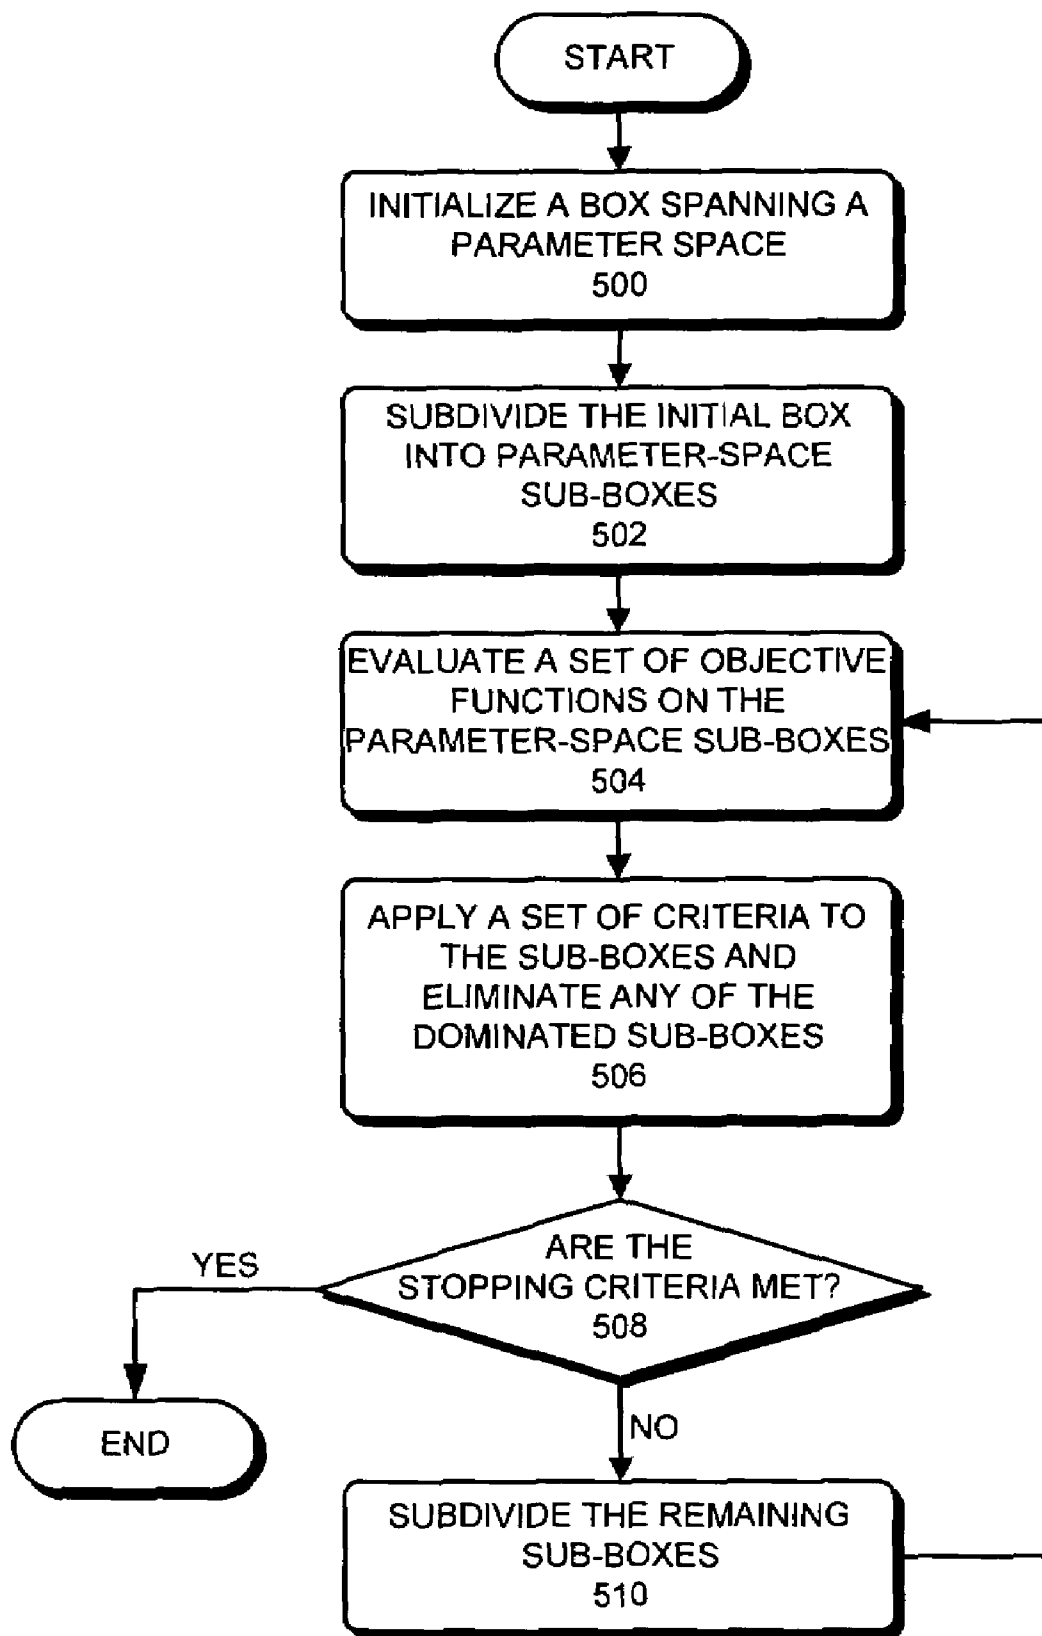 START
INITIALIZE A BOX SPANNING A
PARAMETER SPACE
500
SUBDIVIDE THE INITIAL BOX
INTO PARAMETER-SPACE
SUB-BOXES
502
EVALUATE A SET OF OBJECTIVE
FUNCTIONS ON THE
PARAMETER-SPACE SUB-BOXES
504
APPLY A SET OF CRITERIA TO
THE SUB-BOXES AND
ELIMINATE ANY OF THE
DOMINATED SUB-BOXES
506
ARE THE
STOPPING CRITERIA MET?
508
YES
END
NO
SUBDIVIDE THE REMAINING
SUB-BOXES
510